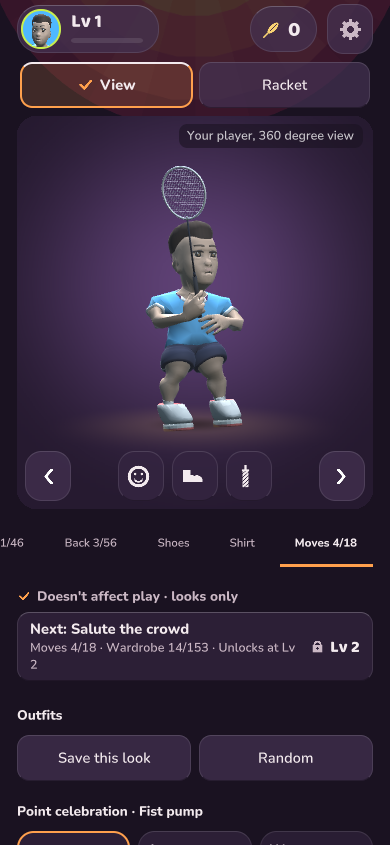 Lv 1
0
View
Racket
Your player, 360 degree view
1/46
Back 3/56
Shoes
Shirt
Moves 4/18
Doesn't affect play · looks only
Next: Salute the crowd
Moves 4/18 · Wardrobe 14/153 · Unlocks at Lv
2
Lv 2
Outfits
Save this look
Random
Point celebration · Fist pump